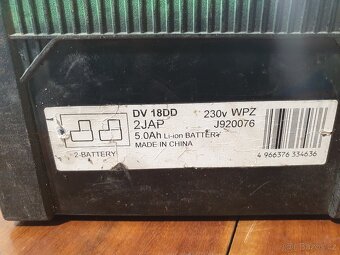 DV 18DD 230v WPZ
2JAP J920076
5.0Ah Li-ion BATTERY
MADE IN CHINA
2-BATTERY
4 966376 334636